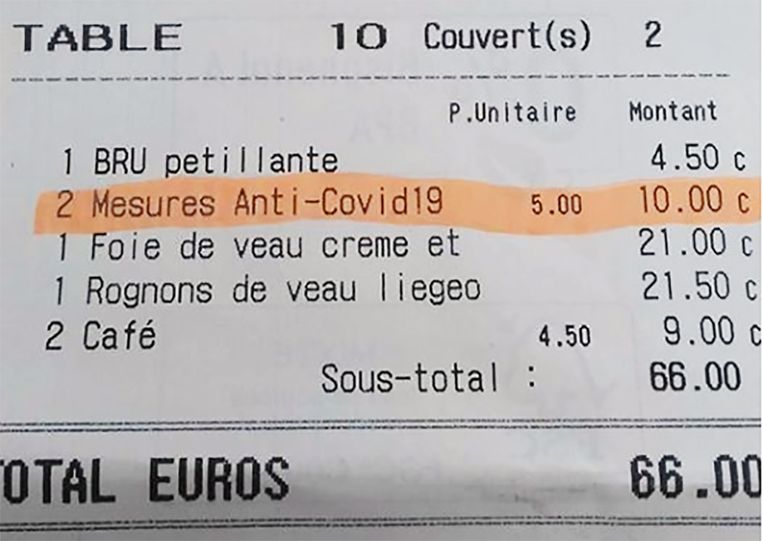 TABLE 10 Couvert(s) 2
P.Unitaire Montant
1 BRU petillante 4.50 c
2 Mesures Anti-Covid19 5.00 10.00 c
1 Foie de veau creme et 21.00 c
1 Rognons de veau liegeo 21.50 c
2 Café 4.50 9.00 c
Sous-total : 66.00
TOTAL EUROS 66.00